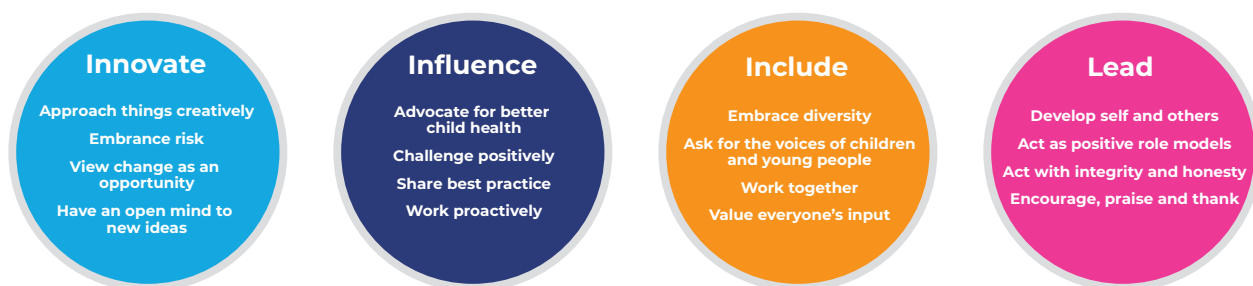 Innovate
Approach things creatively
Embrance risk
View change as an
opportunity
Have an open mind to
new ideas
Influence
Advocate for better
child health
Challenge positively
Share best practice
Work proactively
Include
Embrace diversity
Ask for the voices of children
and young people
Work together
Value everyone's input
Lead
Develop self and others
Act as positive role models
Act with integrity and honesty
Encourage, praise and thank